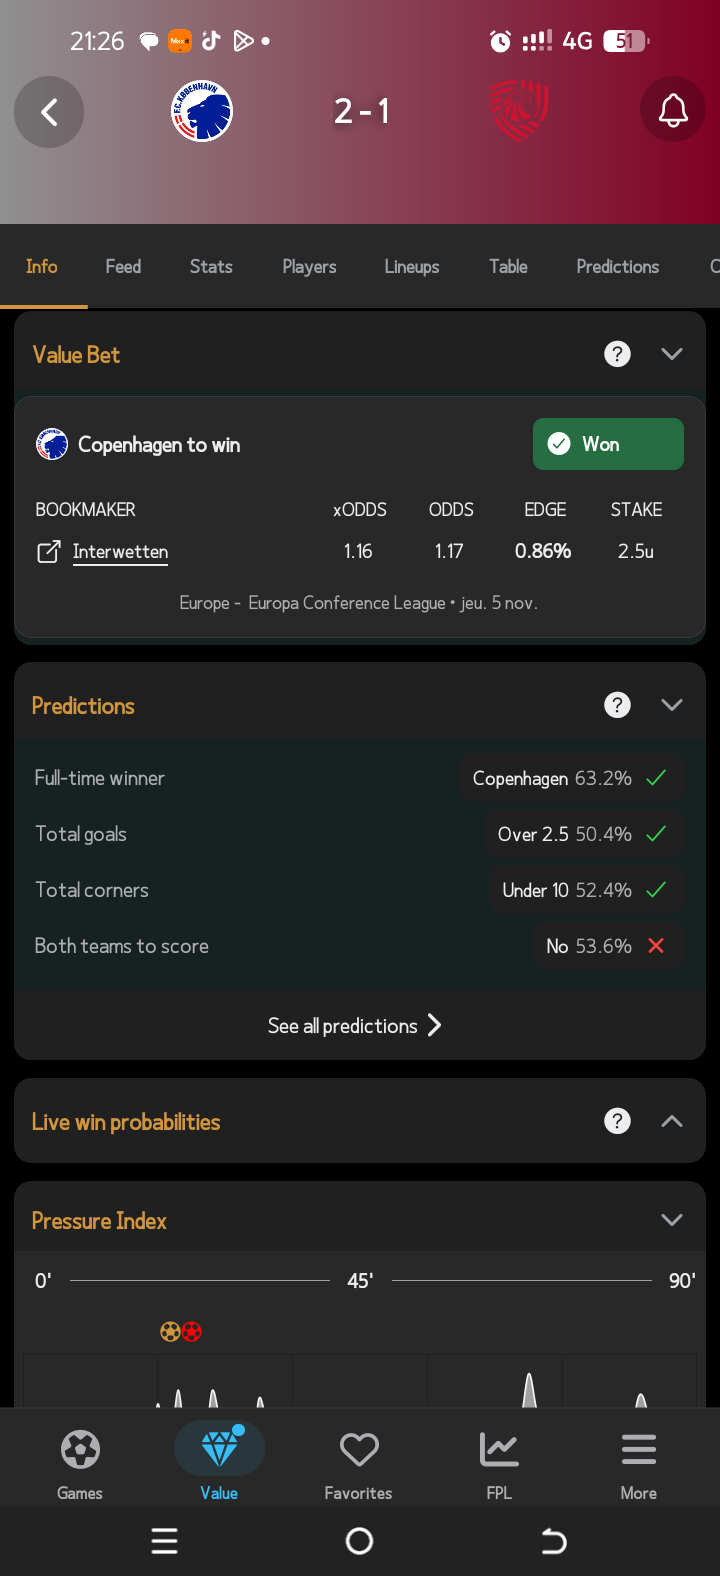 21:26 4G 51
F.C. KØBENHAVN
2 - 1
Info Feed Stats Players Lineups Table Predictions
Value Bet ?
Copenhagen to win Won
BOOKMAKER xODDS ODDS EDGE STAKE
Interwetten 1.16 1.17 0.86% 2.5u
Europe - Europa Conference League • jeu. 5 nov.
Predictions ?
Full-time winner Copenhagen 63.2%
Total goals Over 2.5 50.4%
Total corners Under 10 52.4%
Both teams to score No 53.6%
See all predictions
Live win probabilities ?
Pressure Index
0' 45' 90'
Games Value Favorites FPL More